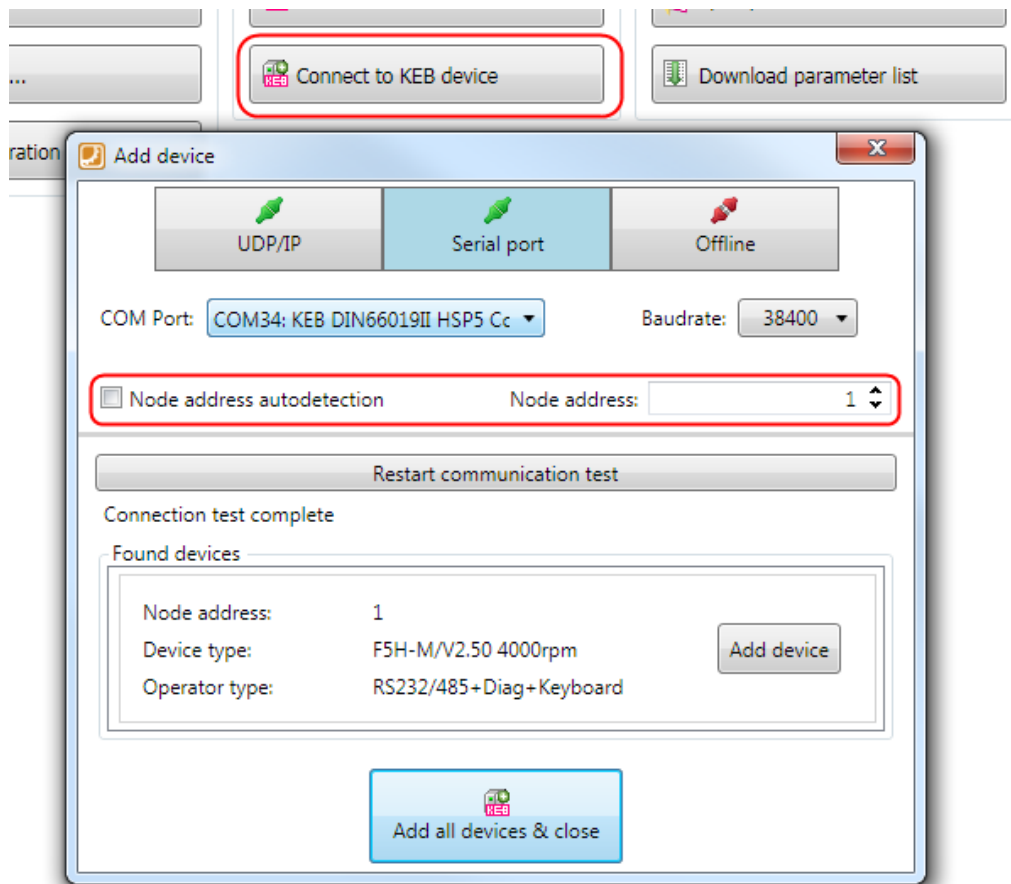 Connect to KEB device
Download parameter list
...
ration
Add device
UDP/IP
Serial port
Offline
COM Port: COM34: KEB DIN66019II HSP5 Cc Baudrate: 38400
Node address autodetection Node address: 1
Restart communication test
Connection test complete
Found devices
Node address: 1
Device type: F5H-M/V2.50 4000rpm
Add device
Operator type: RS232/485+Diag+Keyboard
KEB
Add all devices & close